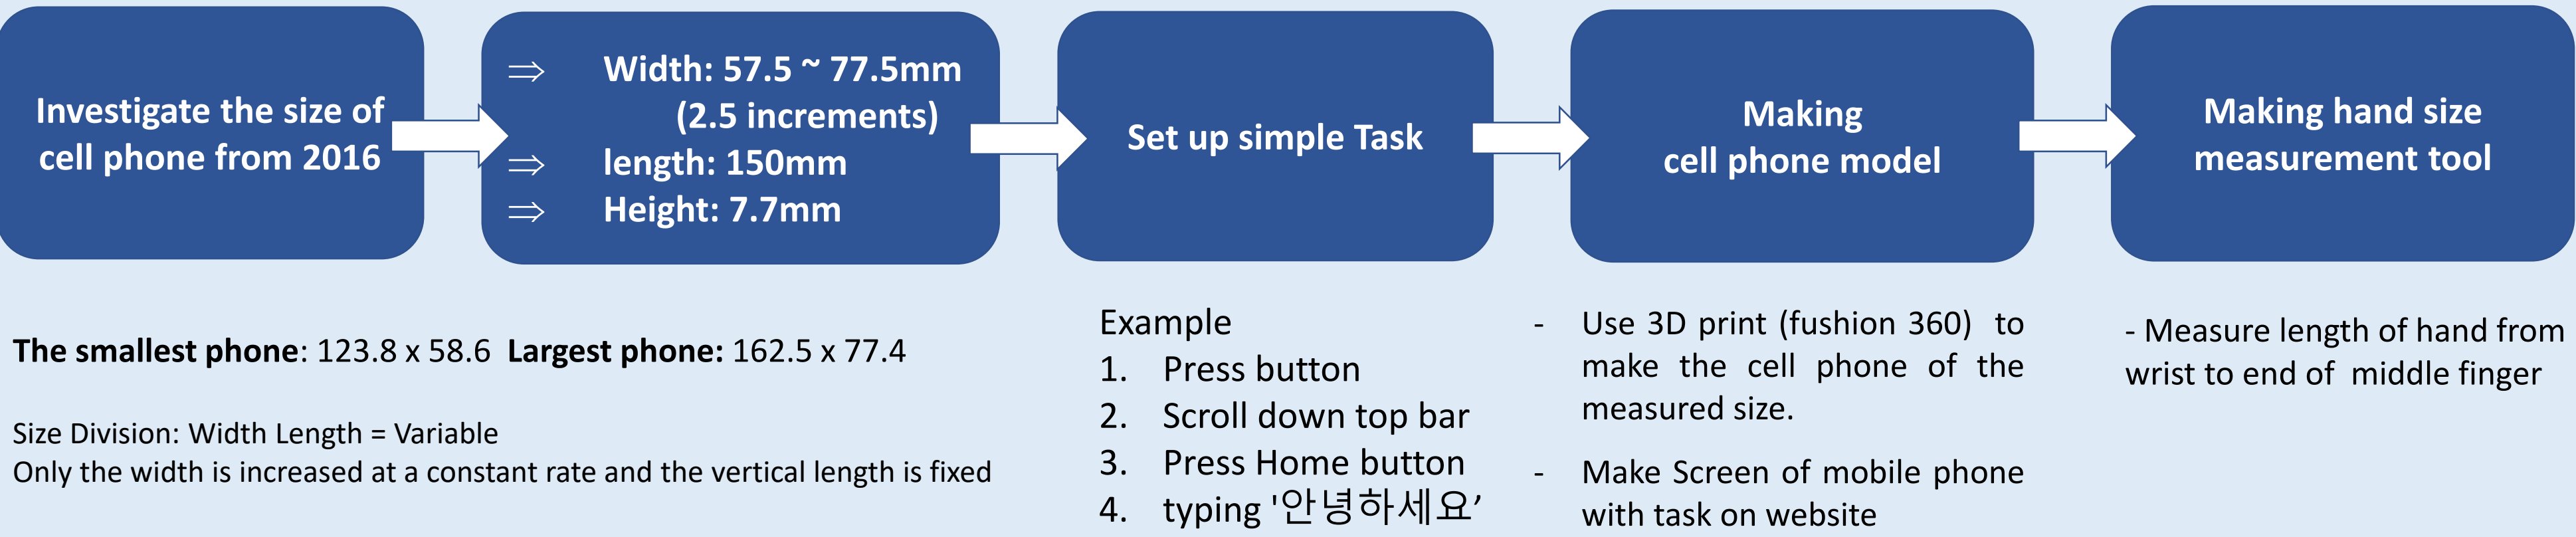 Investigate the size of
cell phone from 2016
⇒ Width: 57.5 ~ 77.5mm
(2.5 increments)
⇒ length: 150mm
⇒ Height: 7.7mm
Set up simple Task
Making
cell phone model
Making hand size
measurement tool
The smallest phone: 123.8 x 58.6 Largest phone: 162.5 x 77.4
Size Division: Width Length = Variable
Only the width is increased at a constant rate and the vertical length is fixed
Example
1. Press button
2. Scroll down top bar
3. Press Home button
4. typing '안녕하세요’
- Use 3D print (fushion 360) to
make the cell phone of the
measured size.
- Make Screen of mobile phone
with task on website
- Measure length of hand from
wrist to end of middle finger